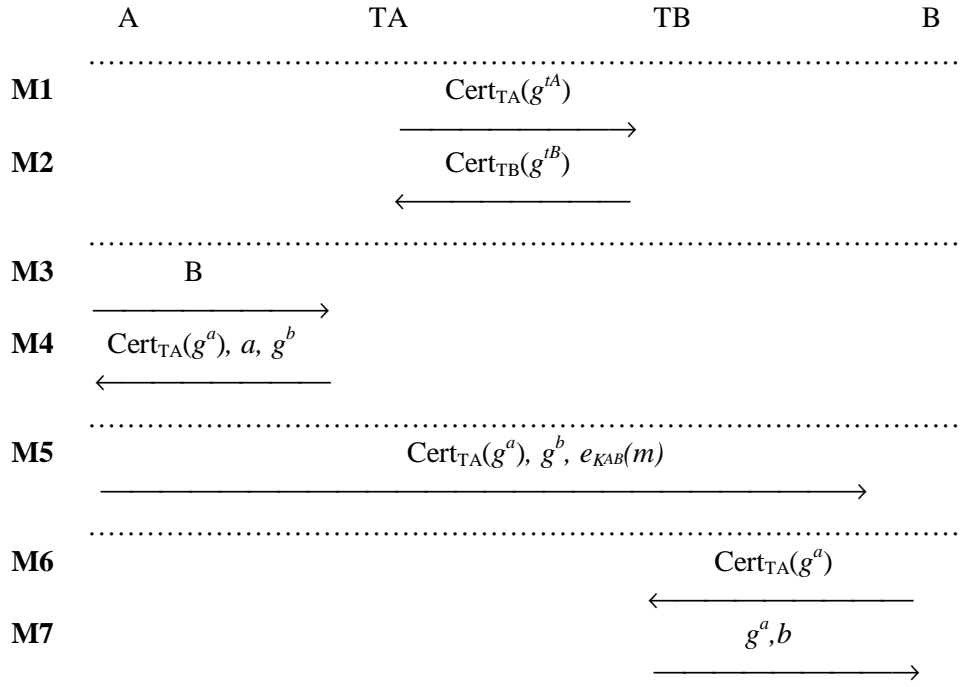 A TA TB B
M1 Cert_TA(g^tA)
M2 Cert_TB(g^tB)
M3 B
M4 Cert_TA(g^a), a, g^b
M5 Cert_TA(g^a), g^b, e_KAB(m)
M6 Cert_TA(g^a)
M7 g^a,b